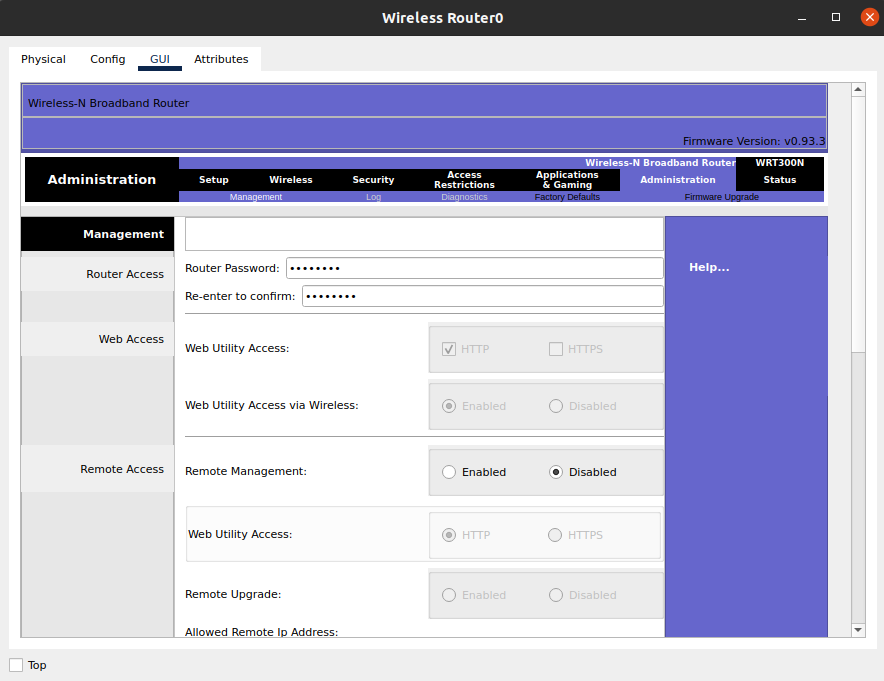 Wireless Router0
Physical Config GUI Attributes
Wireless-N Broadband Router
Firmware Version: v0.93.3
Wireless-N Broadband Router WRT300N
Administration
Setup Wireless Security Access Restrictions Applications & Gaming Administration Status
Management Log Diagnostics Factory Defaults Firmware Upgrade
Management
Help...
Router Access
Router Password: ••••••••
Re-enter to confirm: ••••••••
Web Access
Web Utility Access: HTTP HTTPS
Web Utility Access via Wireless: Enabled Disabled
Remote Access
Remote Management: Enabled Disabled
Web Utility Access: HTTP HTTPS
Remote Upgrade: Enabled Disabled
Allowed Remote Ip Address:
Top